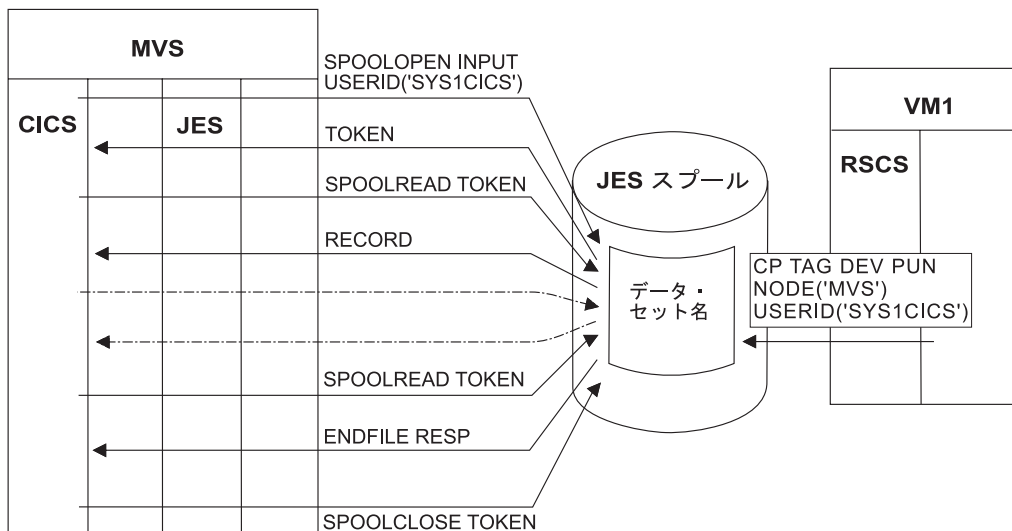 MVS
CICS
JES
SPOOLOPEN INPUT
USERID('SYS1CICS')
TOKEN
SPOOLREAD TOKEN
RECORD
SPOOLREAD TOKEN
ENDFILE RESP
SPOOLCLOSE TOKEN
JES スプール
データ・
セット名
VM1
RSCS
CP TAG DEV PUN
NODE('MVS')
USERID('SYS1CICS')